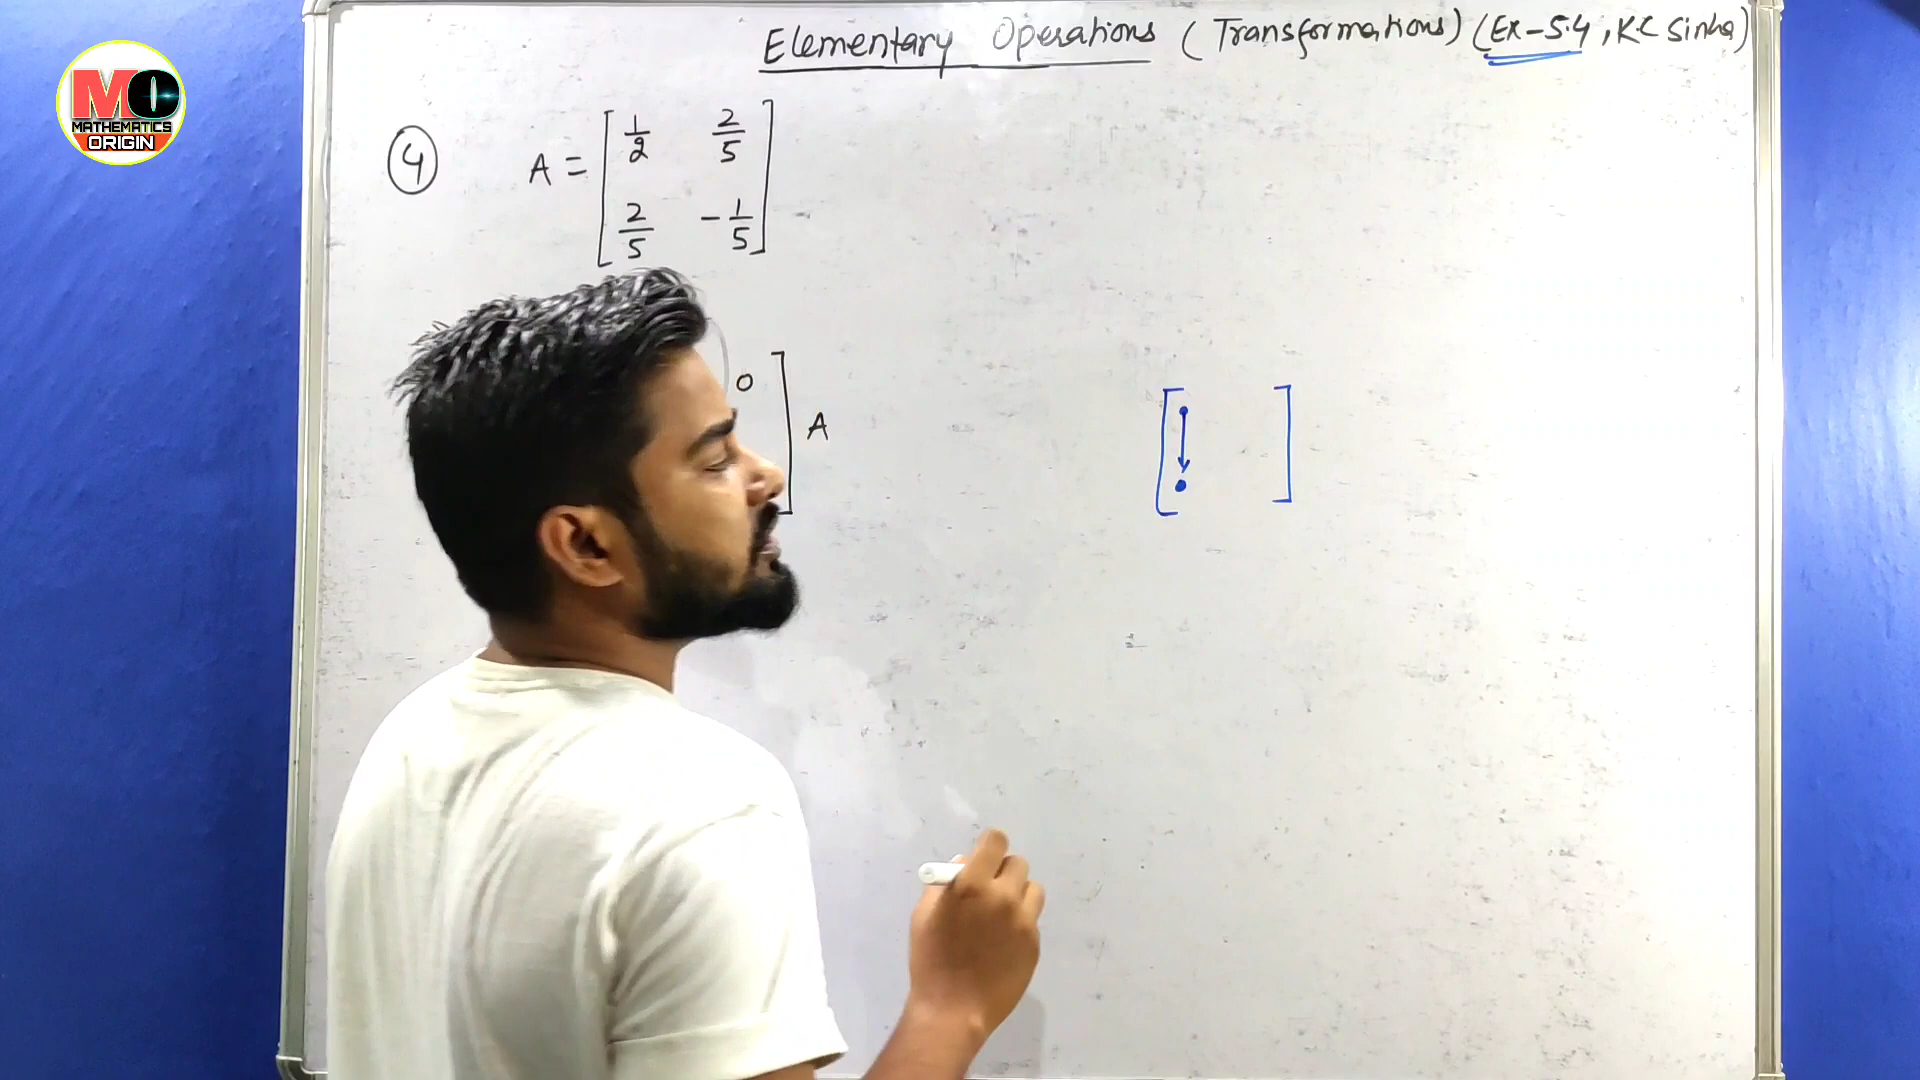 Elementary Operations (Transformations) (Ex-5.4, KC Sinha)
MO
MATHEMATICS
ORIGIN
4 A = [ 1/2 2/5
2/5 -1/5 ]
0 ] A
[ ]